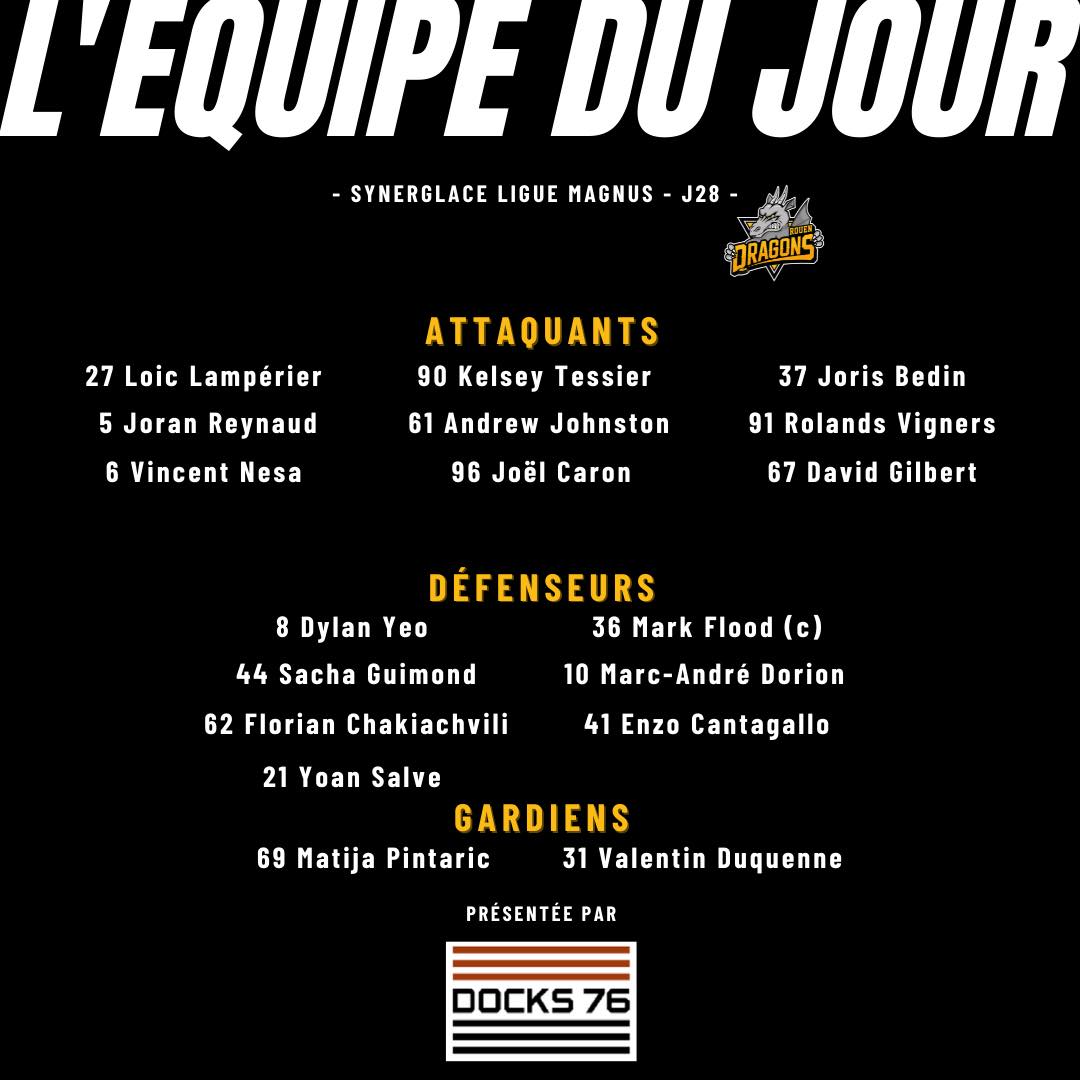 L'EQUIPE DU JOUR
- SYNERGLACE LIGUE MAGNUS - J28 -
ROUEN
DRAGONS
ATTAQUANTS
27 Loic Lampérier 90 Kelsey Tessier 37 Joris Bedin
5 Joran Reynaud 61 Andrew Johnston 91 Rolands Vigners
6 Vincent Nesa 96 Joël Caron 67 David Gilbert
DÉFENSEURS
8 Dylan Yeo 36 Mark Flood (c)
44 Sacha Guimond 10 Marc-André Dorion
62 Florian Chakiachvili 41 Enzo Cantagallo
21 Yoan Salve
GARDIENS
69 Matija Pintaric 31 Valentin Duquenne
PRÉSENTÉE PAR
DOCKS 76